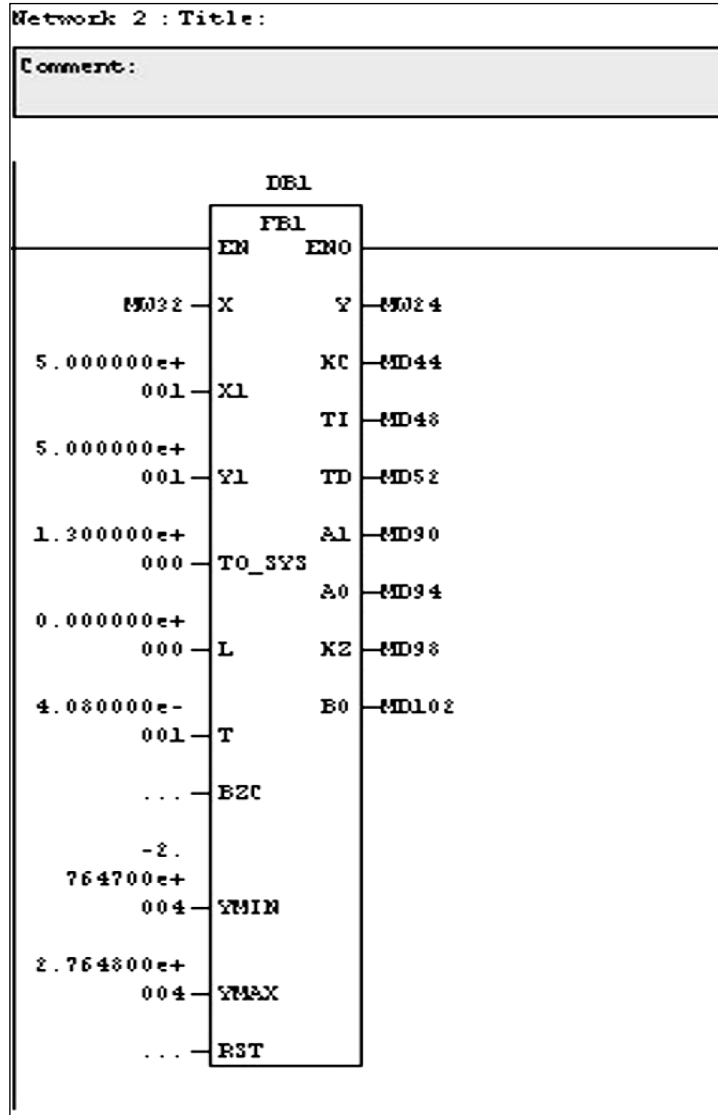 Network 2 : Title:
Comment:
DB1
FB1
EN ENO
MW32 X Y MW24
5.000000e+ KC MD44
001 X1
TI MD48
5.000000e+
001 Y1 TD MD52
1.300000e+ A1 MD90
000 TO_SYS
A0 MD94
0.000000e+
000 L KZ MD98
4.080000e- B0 MD102
001 T
... BZC
-2.
764700e+
004 YMIN
2.764800e+
004 YMAX
... RST